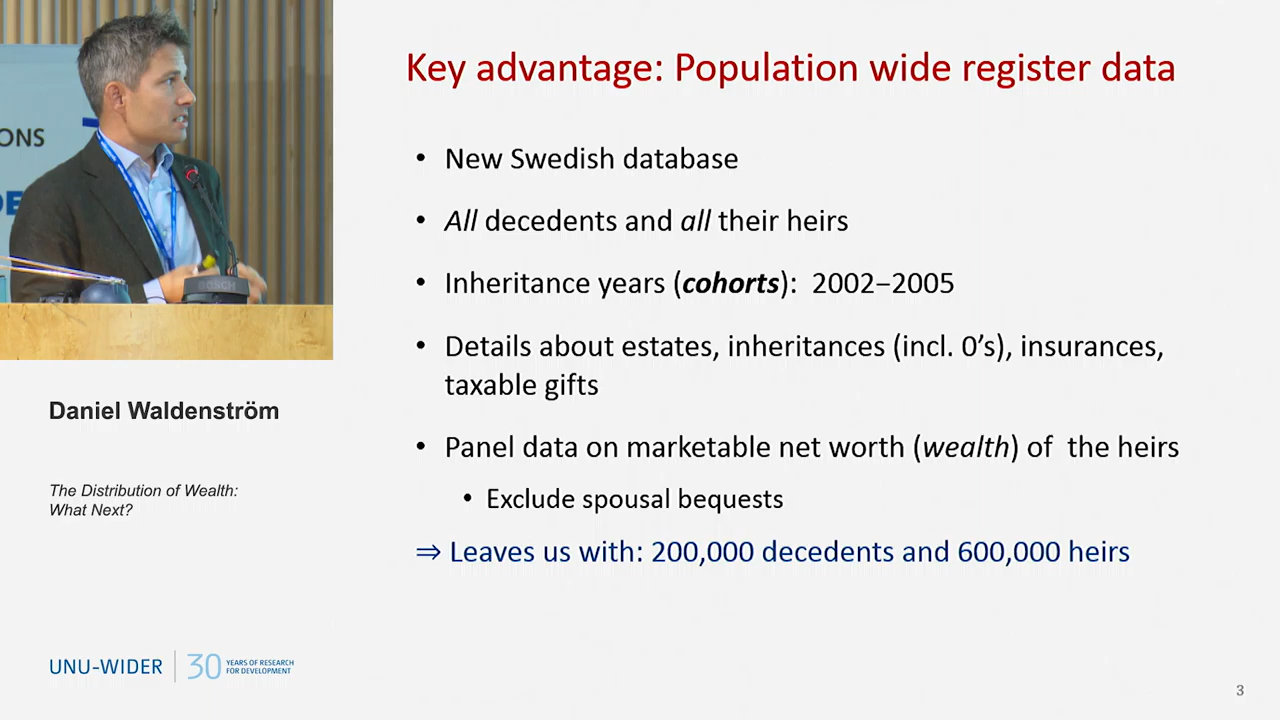 Key advantage: Population wide register data
• New Swedish database
• All decedents and all their heirs
• Inheritance years (cohorts): 2002–2005
• Details about estates, inheritances (incl. 0’s), insurances,
taxable gifts
• Panel data on marketable net worth (wealth) of the heirs
• Exclude spousal bequests
⇒ Leaves us with: 200,000 decedents and 600,000 heirs
ONS
BOSCH
Daniel Waldenström
The Distribution of Wealth:
What Next?
UNU-WIDER
30 YEARS OF RESEARCH
FOR DEVELOPMENT
3